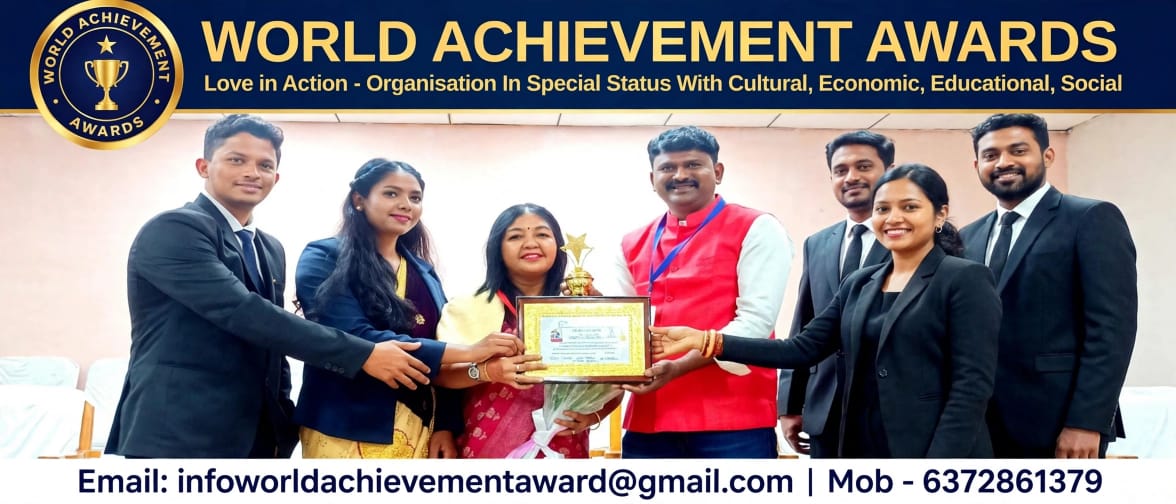 WORLD ACHIEVEMENT
AWARDS
WORLD ACHIEVEMENT AWARDS
Love in Action - Organisation In Special Status With Cultural, Economic, Educational, Social
Email: infoworldachievementaward@gmail.com | Mob - 6372861379